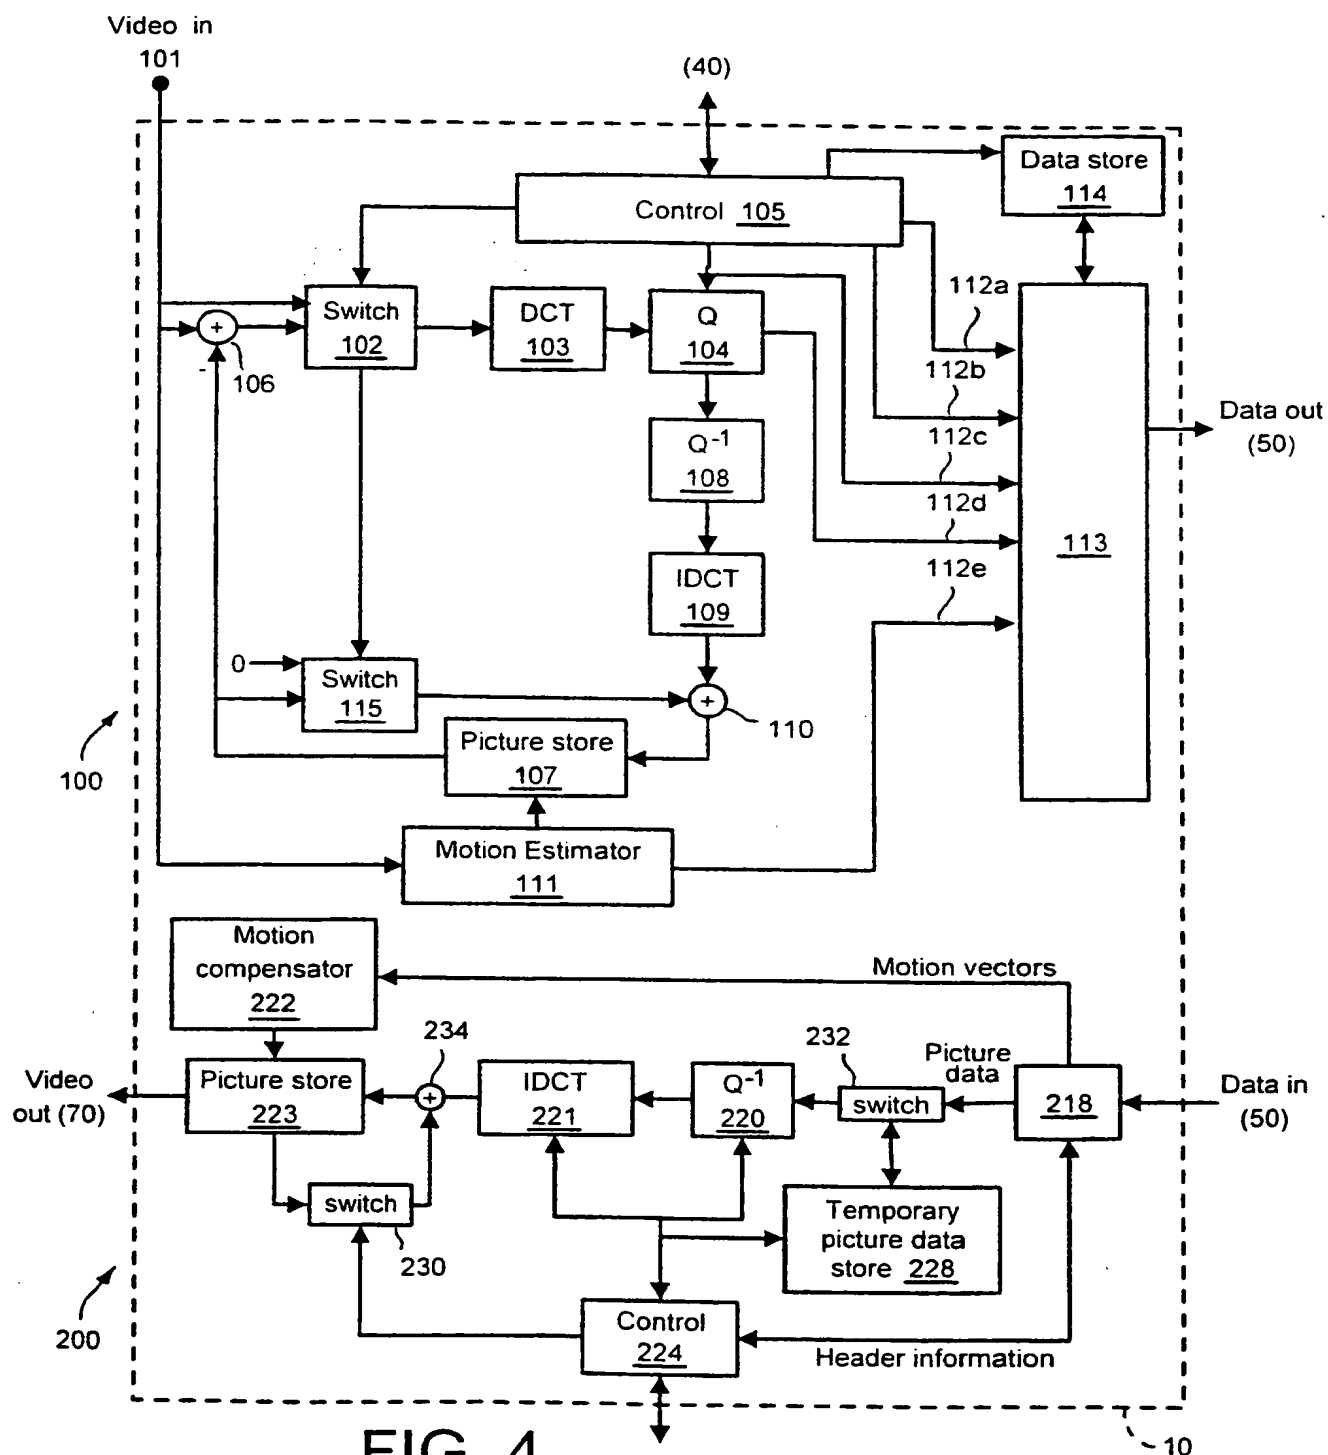 Video in
101
(40)
Data store
114
Control 105
112a
Switch
102
DCT
103
Q
104
+
-
106
112b
Data out
(50)
112c
Q-1
108
112d
113
IDCT
109
112e
0
Switch
115
+
110
Picture store
107
100
Motion Estimator
111
Motion
compensator
222
Motion vectors
234
232
Picture
data
Video
out (70)
Picture store
223
+
IDCT
221
Q-1
220
switch
218
Data in
(50)
switch
230
Temporary
picture data
store 228
200
Control
224
Header information
FIG. 4
10